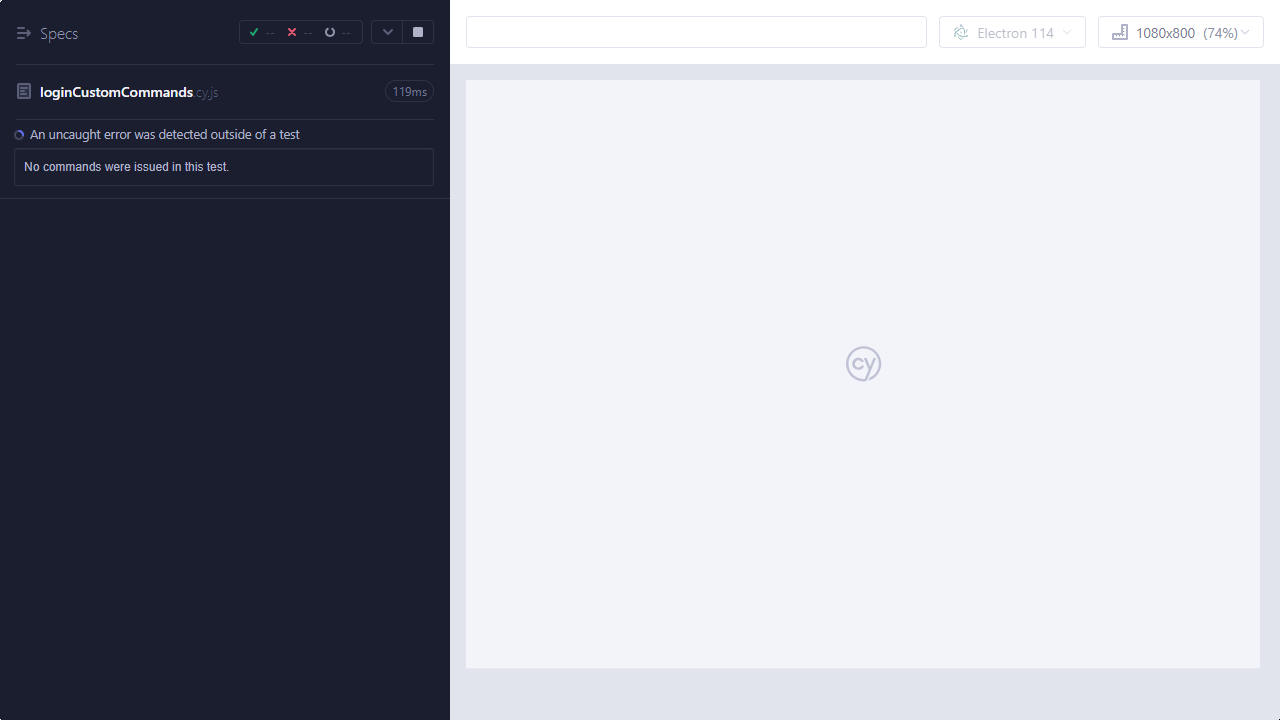 Specs
-- -- --
loginCustomCommands.cy.js
119ms
An uncaught error was detected outside of a test
No commands were issued in this test.
Electron 114
1080x800 (74%)
cy